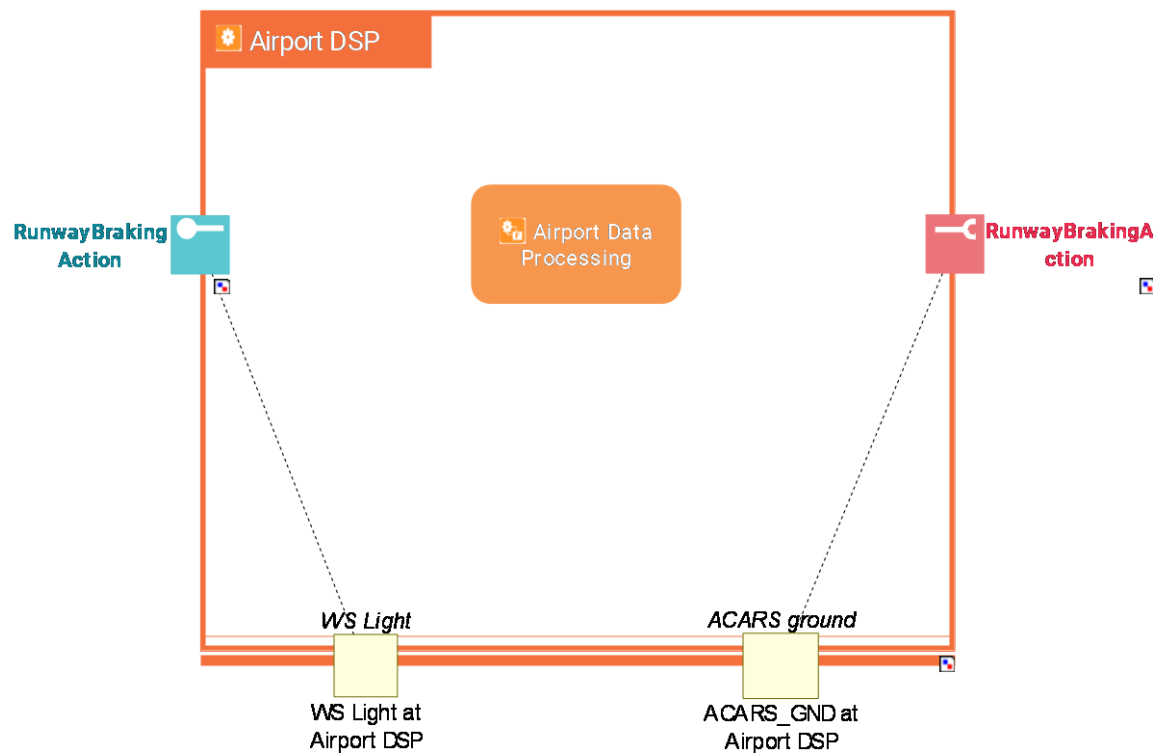 Airport DSP
RunwayBraking
Action
Airport Data
Processing
RunwayBrakingA
ction
WS Light
ACARS ground
WS Light at
Airport DSP
ACARS_GND at
Airport DSP